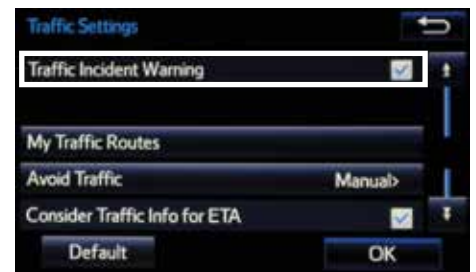 Traffic Settings
Traffic Incident Warning
My Traffic Routes
Avoid Traffic Manual>
Consider Traffic Info for ETA
Default OK